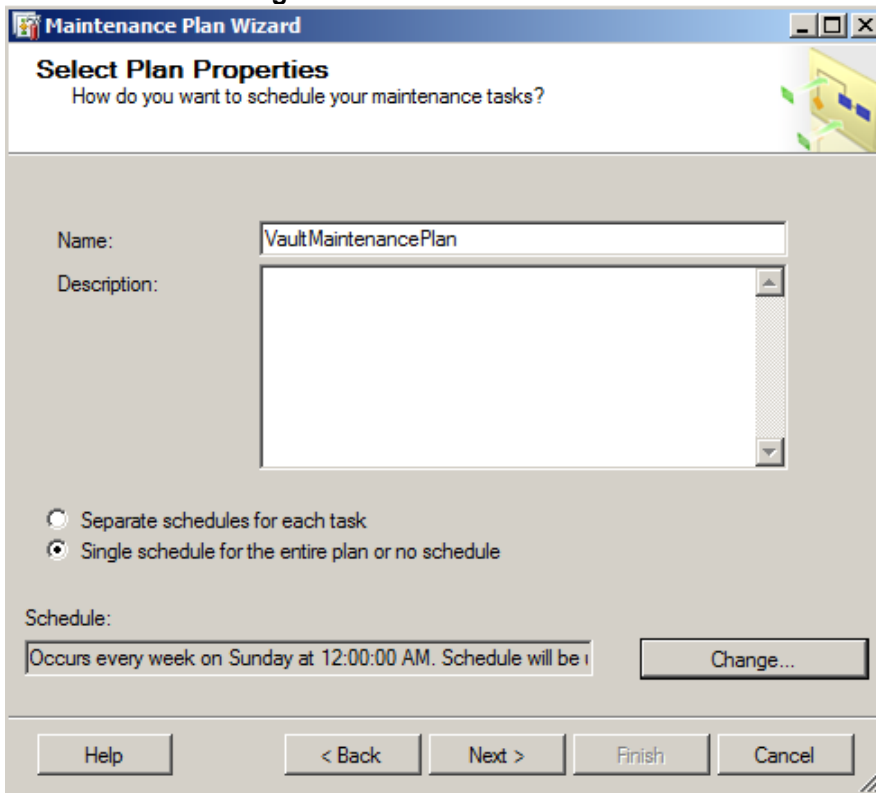 Maintenance Plan Wizard
Select Plan Properties
How do you want to schedule your maintenance tasks?
Name:
VaultMaintenancePlan
Description:
Separate schedules for each task
Single schedule for the entire plan or no schedule
Schedule:
Occurs every week on Sunday at 12:00:00 AM. Schedule will be
Change...
Help
< Back
Next >
Finish
Cancel